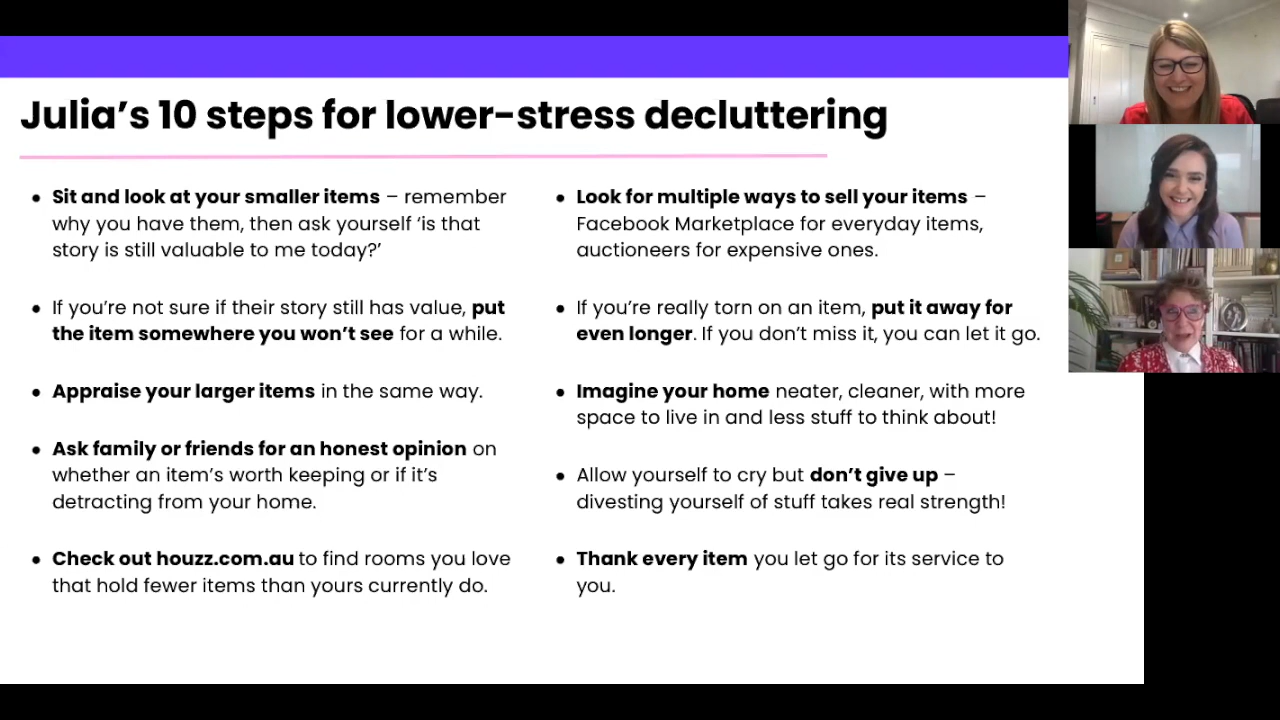 Julia’s 10 steps for lower-stress decluttering
• Sit and look at your smaller items – remember
why you have them, then ask yourself ‘is that
story is still valuable to me today?’
• If you’re not sure if their story still has value, put
the item somewhere you won’t see for a while.
• Appraise your larger items in the same way.
• Ask family or friends for an honest opinion on
whether an item’s worth keeping or if it’s
detracting from your home.
• Check out houzz.com.au to find rooms you love
that hold fewer items than yours currently do.
• Look for multiple ways to sell your items –
Facebook Marketplace for everyday items,
auctioneers for expensive ones.
• If you’re really torn on an item, put it away for
even longer. If you don’t miss it, you can let it go.
• Imagine your home neater, cleaner, with more
space to live in and less stuff to think about!
• Allow yourself to cry but don’t give up –
divesting yourself of stuff takes real strength!
• Thank every item you let go for its service to
you.